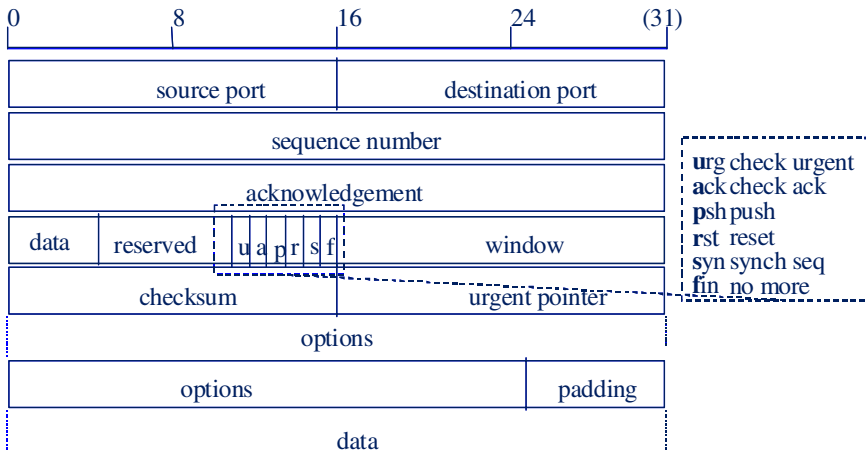 0 8 16 24 (31)
source port destination port
sequence number
acknowledgement
data reserved u a p r s f window
checksum urgent pointer
options
options padding
data
urg check urgent
ack check ack
psh push
rst reset
syn synch seq
fin no more